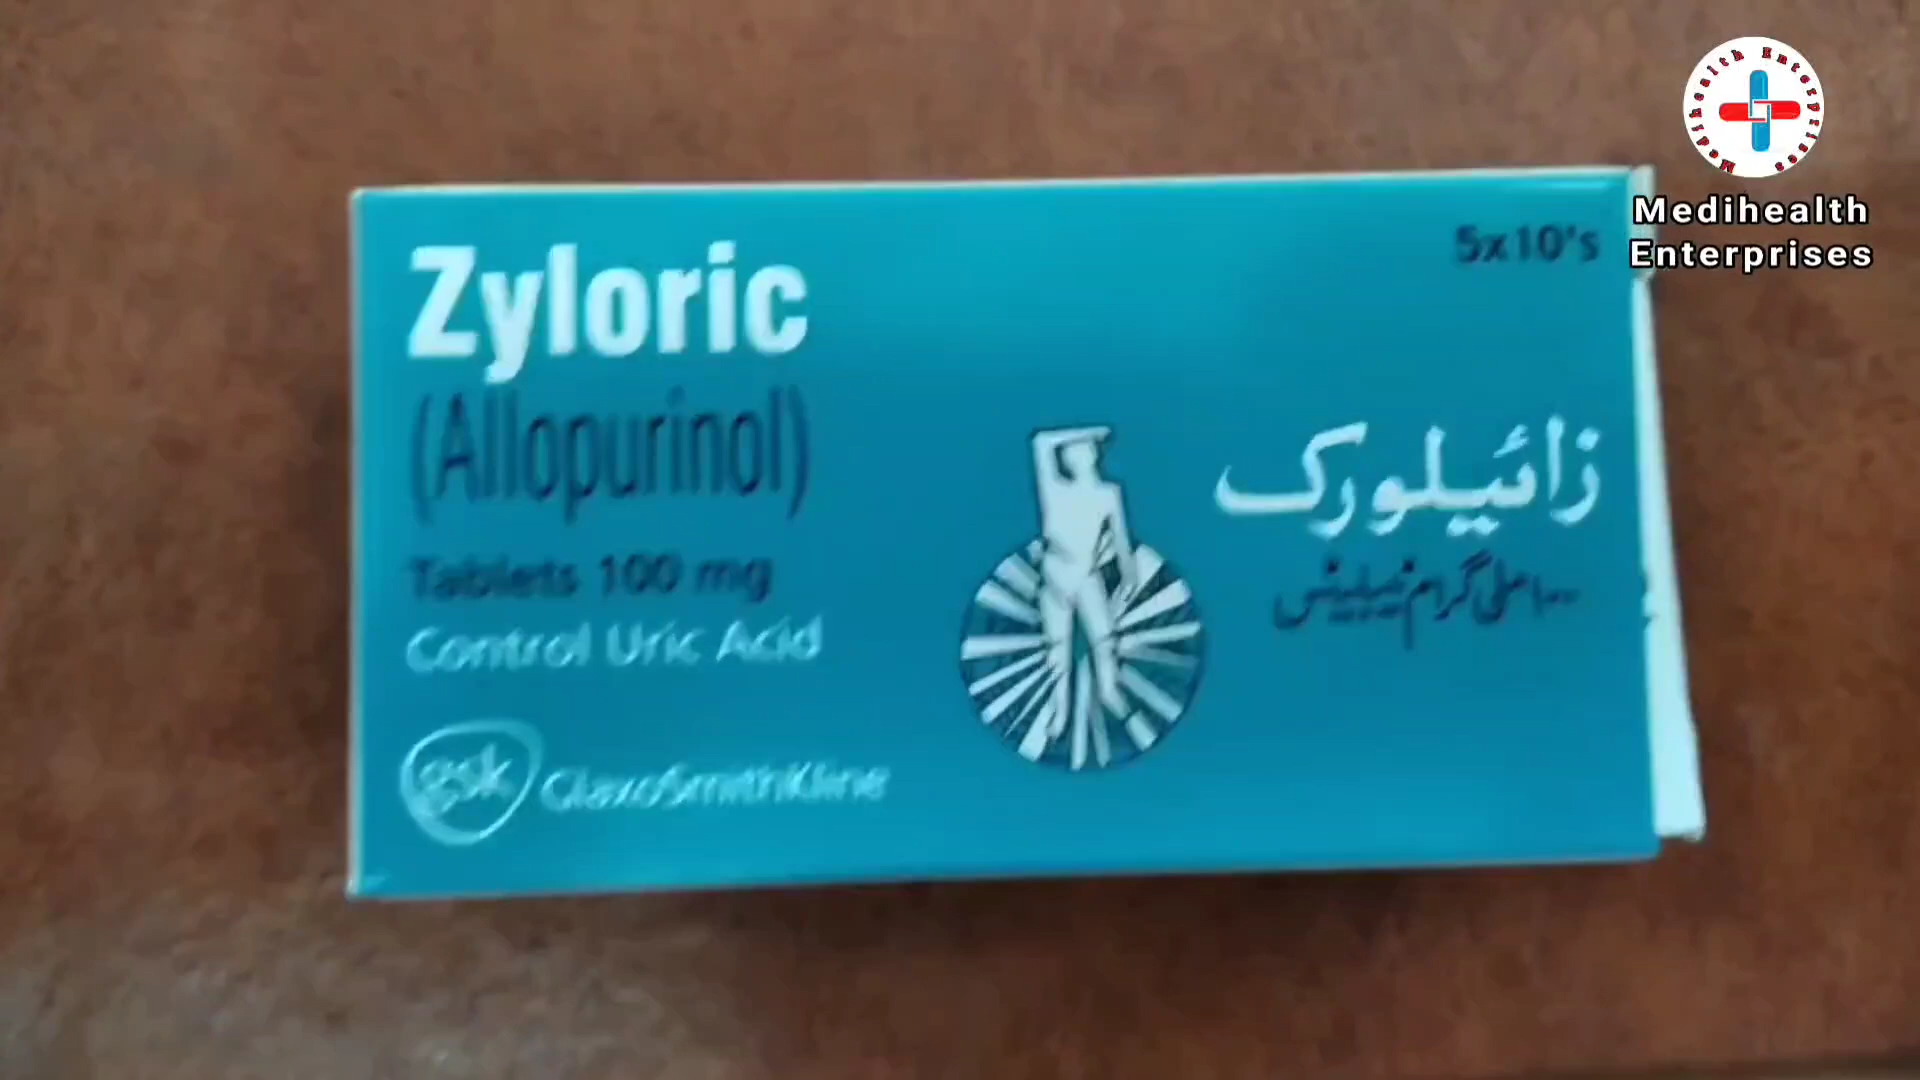 Medihealth Enterprises
Medihealth
Enterprises
5x10's
Zyloric
(Allopurinol)
Tablets 100 mg
Control Uric Acid
gsk GlaxoSmithKline
زائیلورک
۱۰۰ ملی گرام ٹیبلیٹس